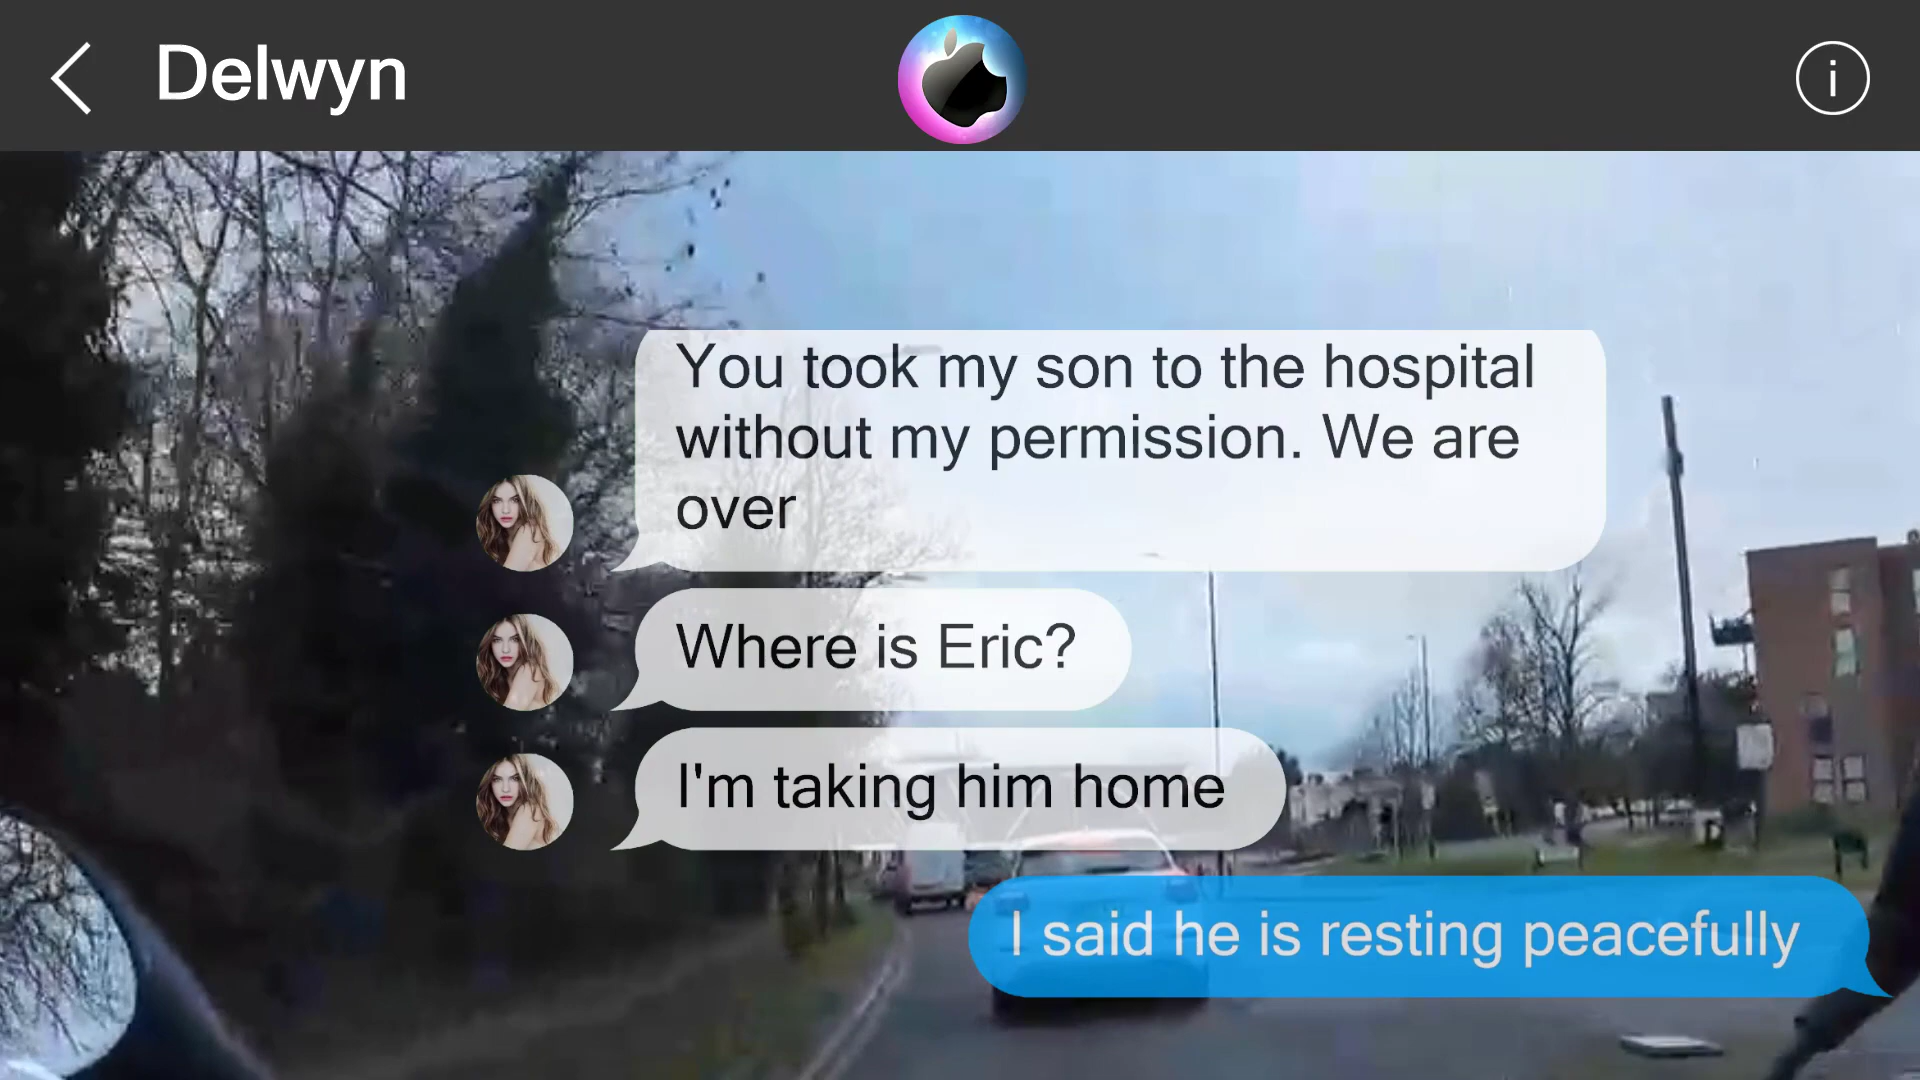 Delwyn
i
You took my son to the hospital
without my permission. We are
over
Where is Eric?
I'm taking him home
I said he is resting peacefully